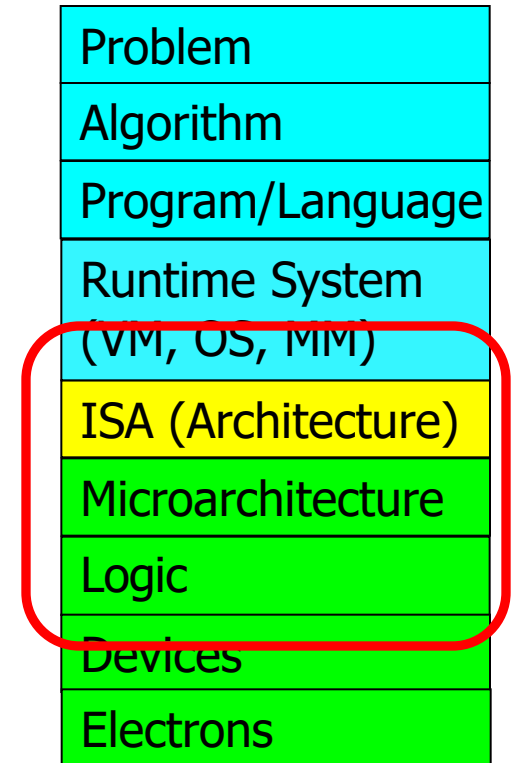 Problem
Algorithm
Program/Language
Runtime System
(VM, OS, MM)
ISA (Architecture)
Microarchitecture
Logic
Devices
Electrons